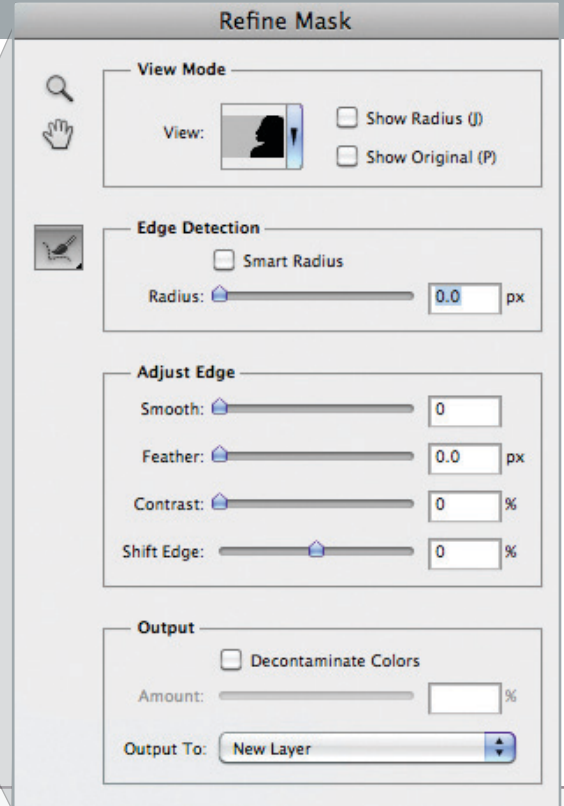 Refine Mask
View Mode
View:
Show Radius (J)
Show Original (P)
Edge Detection
Smart Radius
Radius: 0.0 px
Adjust Edge
Smooth: 0
Feather: 0.0 px
Contrast: 0 %
Shift Edge: 0 %
Output
Decontaminate Colors
Amount: %
Output To: New Layer